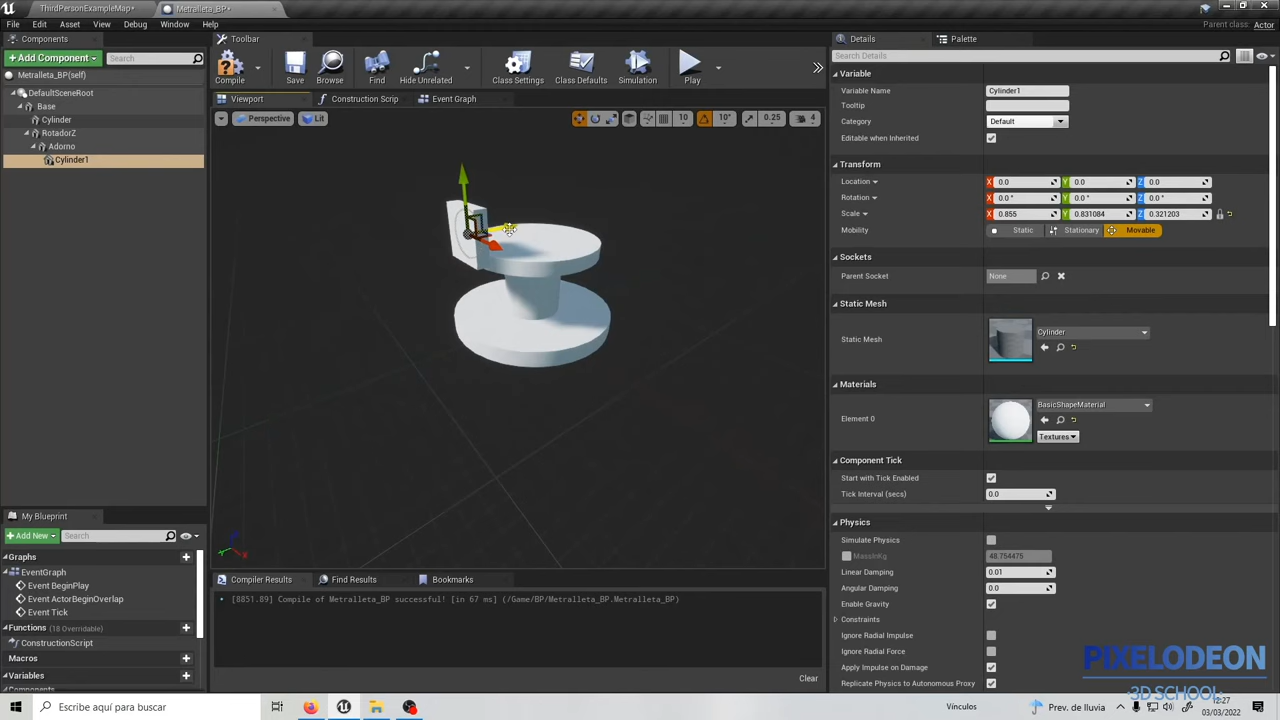 ThirdPersonExampleMap*
Metralleta_BP*
File Edit Asset View Debug Window Help
Parent class: Actor
Components
Toolbar
Details
Palette
+ Add Component
Search
Metralleta_BP(self)
DefaultSceneRoot
Base
Cylinder
RotadorZ
Adorno
Cylinder1
Compile
Save
Browse
Find
Hide Unrelated
Class Settings
Class Defaults
Simulation
Play
Viewport
Construction Scrip
Event Graph
Perspective
Lit
10
10°
0.25
4
Search Details
Variable
Variable Name
Cylinder1
Tooltip
Category
Default
Editable when Inherited
Transform
Location
X 0.0 Y 0.0 Z 0.0
Rotation
X 0.0 ° Y 0.0 ° Z 0.0 °
Scale
X 0.855 Y 0.831084 Z 0.321203
Mobility
Static Stationary Movable
Sockets
Parent Socket
None
Static Mesh
Static Mesh
Cylinder
Materials
Element 0
BasicShapeMaterial
Textures
Component Tick
Start with Tick Enabled
Tick Interval (secs)
0.0
Physics
Simulate Physics
MassInKg
48.754475
Linear Damping
0.01
Angular Damping
0.0
Enable Gravity
Constraints
Ignore Radial Impulse
Ignore Radial Force
Apply Impulse on Damage
Replicate Physics to Autonomous Proxy
My Blueprint
+ Add New
Search
Graphs
EventGraph
Event BeginPlay
Event ActorBeginOverlap
Event Tick
Functions (18 Overridable)
ConstructionScript
Macros
Variables
Components
Compiler Results
Find Results
Bookmarks
[8851.89] Compile of Metralleta_BP successful! [in 67 ms] (/Game/BP/Metralleta_BP.Metralleta_BP)
Clear
PIXELODEON
3D SCHOOL
Escribe aquí para buscar
Vínculos
Prev. de lluvia
12:27
03/03/2022